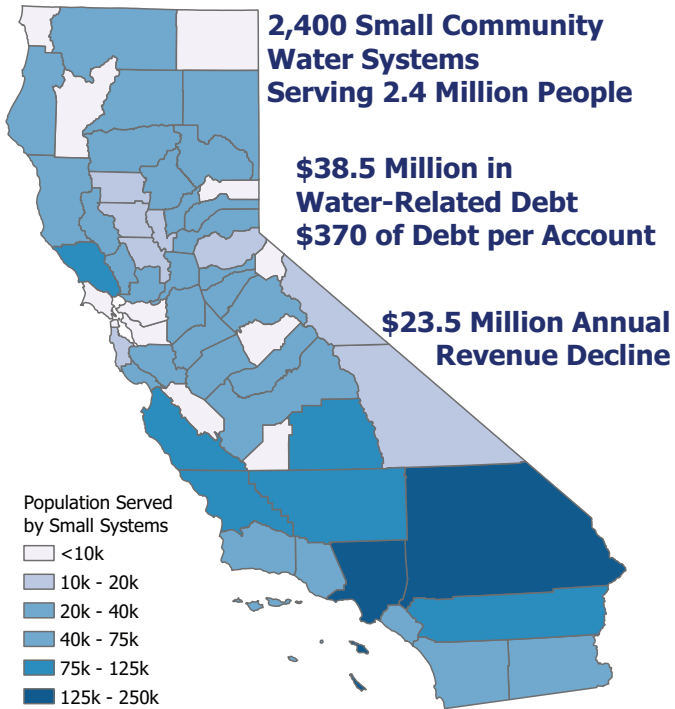 2,400 Small Community
Water Systems
Serving 2.4 Million People
$38.5 Million in
Water-Related Debt
$370 of Debt per Account
$23.5 Million Annual
Revenue Decline
Population Served
by Small Systems
<10k
10k - 20k
20k - 40k
40k - 75k
75k - 125k
125k - 250k